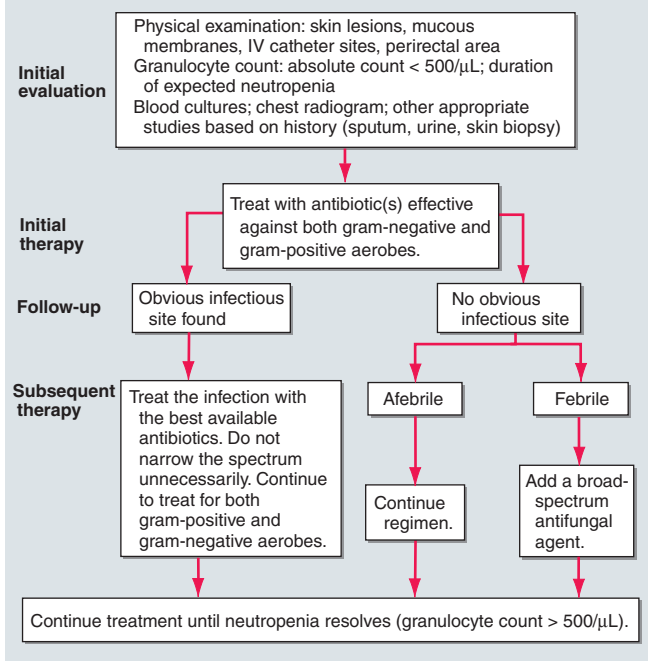 Initial
evaluation
Physical examination: skin lesions, mucous
membranes, IV catheter sites, perirectal area
Granulocyte count: absolute count < 500/μL; duration
of expected neutropenia
Blood cultures; chest radiogram; other appropriate
studies based on history (sputum, urine, skin biopsy)
Initial
therapy
Treat with antibiotic(s) effective
against both gram-negative and
gram-positive aerobes.
Follow-up
Obvious infectious
site found
No obvious
infectious site
Subsequent
therapy
Treat the infection with
the best available
antibiotics. Do not
narrow the spectrum
unnecessarily. Continue
to treat for both
gram-positive and
gram-negative aerobes.
Afebrile
Febrile
Continue
regimen.
Add a broad-
spectrum
antifungal
agent.
Continue treatment until neutropenia resolves (granulocyte count > 500/μL).